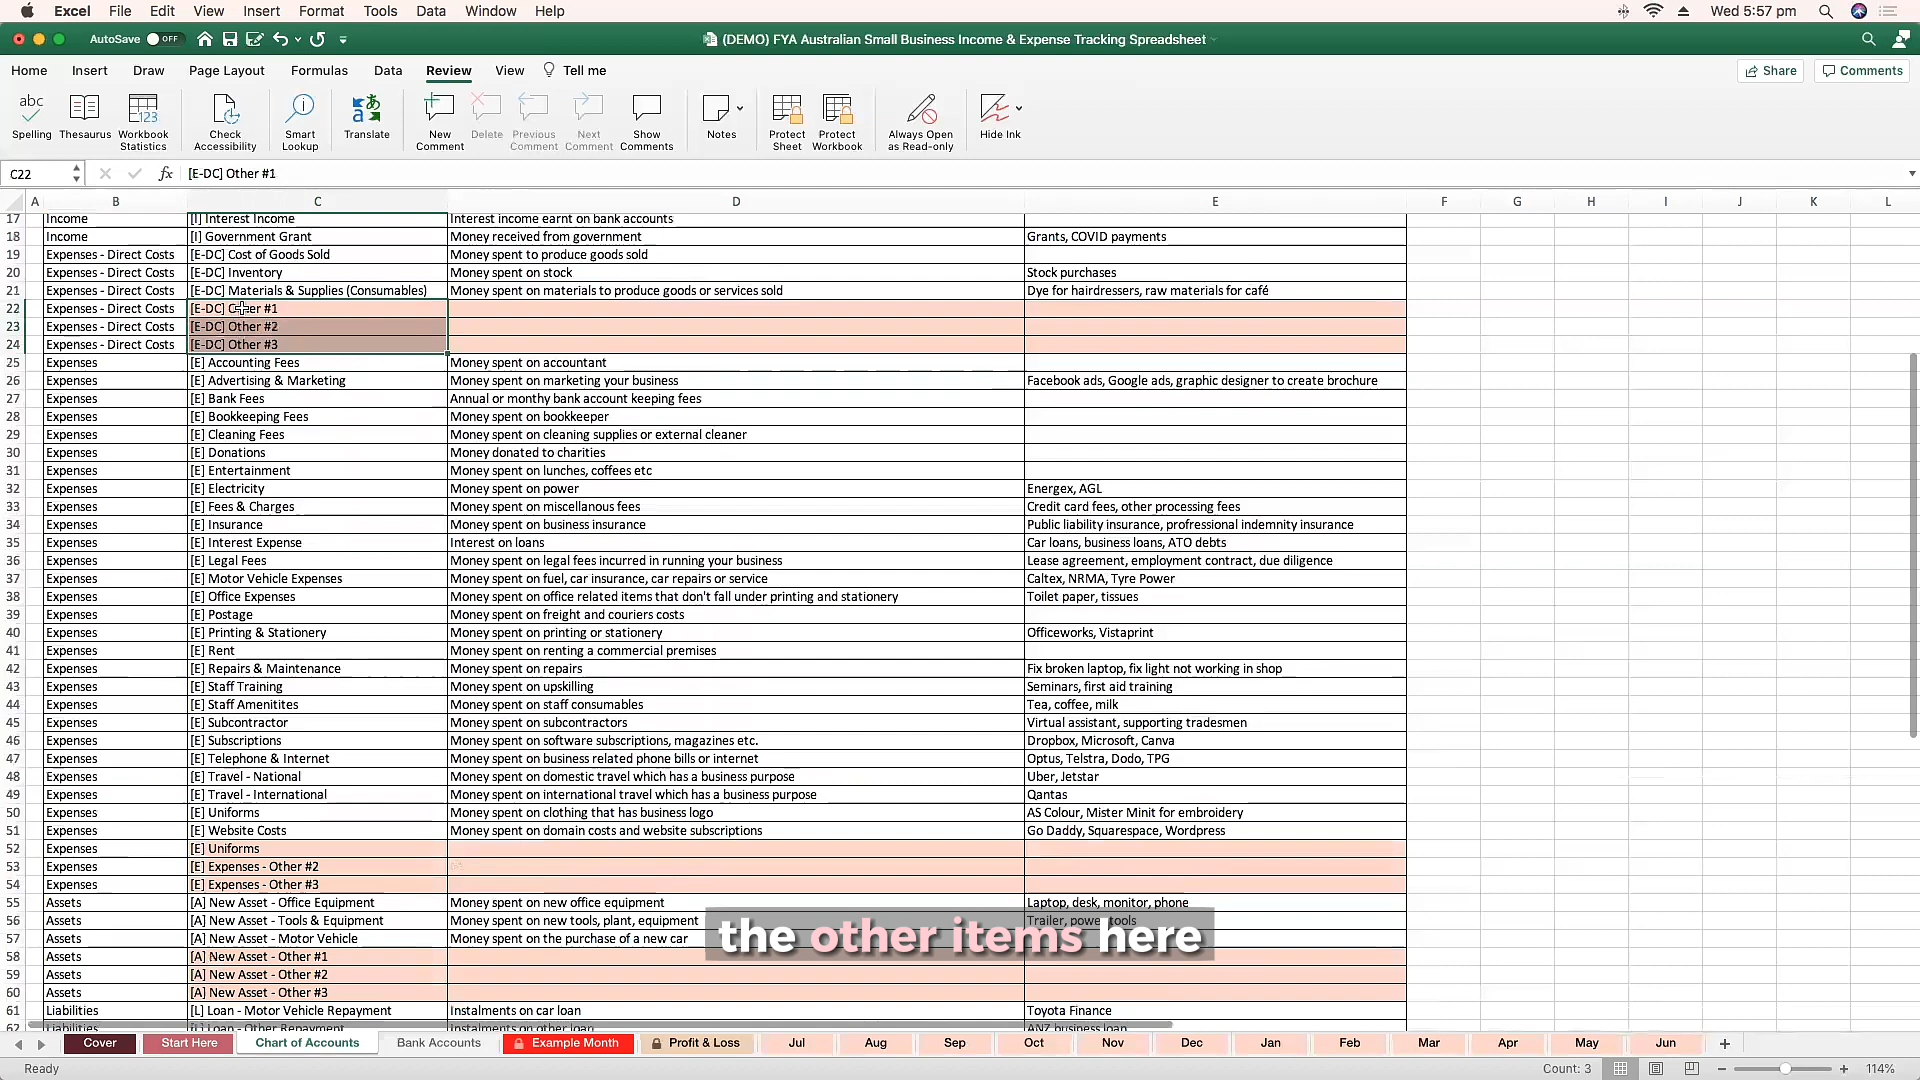 Excel File Edit View Insert Format Tools Data Window Help Wed 5:57 pm
AutoSave OFF (DEMO) FYA Australian Small Business Income & Expense Tracking Spreadsheet
Home Insert Draw Page Layout Formulas Data Review View Tell me Share Comments
abc
Spelling Thesaurus Workbook Statistics Check Accessibility Smart Lookup Translate New Comment Delete Previous Comment Next Comment Show Comments Notes Protect Sheet Protect Workbook Always Open as Read-only Hide Ink
C22 fx [E-DC] Other #1
A B C D E F G H I J K L
17 Income [I] Interest Income Interest income earnt on bank accounts
18 Income [I] Government Grant Money received from government Grants, COVID payments
19 Expenses - Direct Costs [E-DC] Cost of Goods Sold Money spent to produce goods sold
20 Expenses - Direct Costs [E-DC] Inventory Money spent on stock Stock purchases
21 Expenses - Direct Costs [E-DC] Materials & Supplies (Consumables) Money spent on materials to produce goods or services sold Dye for hairdressers, raw materials for café
22 Expenses - Direct Costs [E-DC] Other #1
23 Expenses - Direct Costs [E-DC] Other #2
24 Expenses - Direct Costs [E-DC] Other #3
25 Expenses [E] Accounting Fees Money spent on accountant
26 Expenses [E] Advertising & Marketing Money spent on marketing your business Facebook ads, Google ads, graphic designer to create brochure
27 Expenses [E] Bank Fees Annual or monthy bank account keeping fees
28 Expenses [E] Bookkeeping Fees Money spent on bookkeeper
29 Expenses [E] Cleaning Fees Money spent on cleaning supplies or external cleaner
30 Expenses [E] Donations Money donated to charities
31 Expenses [E] Entertainment Money spent on lunches, coffees etc
32 Expenses [E] Electricity Money spent on power Energex, AGL
33 Expenses [E] Fees & Charges Money spent on miscellanous fees Credit card fees, other processing fees
34 Expenses [E] Insurance Money spent on business insurance Public liability insurance, profressional indemnity insurance
35 Expenses [E] Interest Expense Interest on loans Car loans, business loans, ATO debts
36 Expenses [E] Legal Fees Money spent on legal fees incurred in running your business Lease agreement, employment contract, due diligence
37 Expenses [E] Motor Vehicle Expenses Money spent on fuel, car insurance, car repairs or service Caltex, NRMA, Tyre Power
38 Expenses [E] Office Expenses Money spent on office related items that don't fall under printing and stationery Toilet paper, tissues
39 Expenses [E] Postage Money spent on freight and couriers costs
40 Expenses [E] Printing & Stationery Money spent on printing or stationery Officeworks, Vistaprint
41 Expenses [E] Rent Money spent on renting a commercial premises
42 Expenses [E] Repairs & Maintenance Money spent on repairs Fix broken laptop, fix light not working in shop
43 Expenses [E] Staff Training Money spent on upskilling Seminars, first aid training
44 Expenses [E] Staff Amenitites Money spent on staff consumables Tea, coffee, milk
45 Expenses [E] Subcontractor Money spent on subcontractors Virtual assistant, supporting tradesmen
46 Expenses [E] Subscriptions Money spent on software subscriptions, magazines etc. Dropbox, Microsoft, Canva
47 Expenses [E] Telephone & Internet Money spent on business related phone bills or internet Optus, Telstra, Dodo, TPG
48 Expenses [E] Travel - National Money spent on domestic travel which has a business purpose Uber, Jetstar
49 Expenses [E] Travel - International Money spent on international travel which has a business purpose Qantas
50 Expenses [E] Uniforms Money spent on clothing that has business logo AS Colour, Mister Minit for embroidery
51 Expenses [E] Website Costs Money spent on domain costs and website subscriptions Go Daddy, Squarespace, Wordpress
52 Expenses [E] Uniforms
53 Expenses [E] Expenses - Other #2
54 Expenses [E] Expenses - Other #3
55 Assets [A] New Asset - Office Equipment Money spent on new office equipment Laptop, desk, monitor, phone
56 Assets [A] New Asset - Tools & Equipment Money spent on new tools, plant, equipment Trailer, power tools
57 Assets [A] New Asset - Motor Vehicle Money spent on the purchase of a new car
the other items here
58 Assets [A] New Asset - Other #1
59 Assets [A] New Asset - Other #2
60 Assets [A] New Asset - Other #3
61 Liabilities [L] Loan - Motor Vehicle Repayment Instalments on car loan Toyota Finance
62 Liabilities [L] Loan - Other Repayment Instalments on other loan ANZ business loan
Cover Start Here Chart of Accounts Bank Accounts Example Month Profit & Loss Jul Aug Sep Oct Nov Dec Jan Feb Mar Apr May Jun
Ready Count: 3 114%